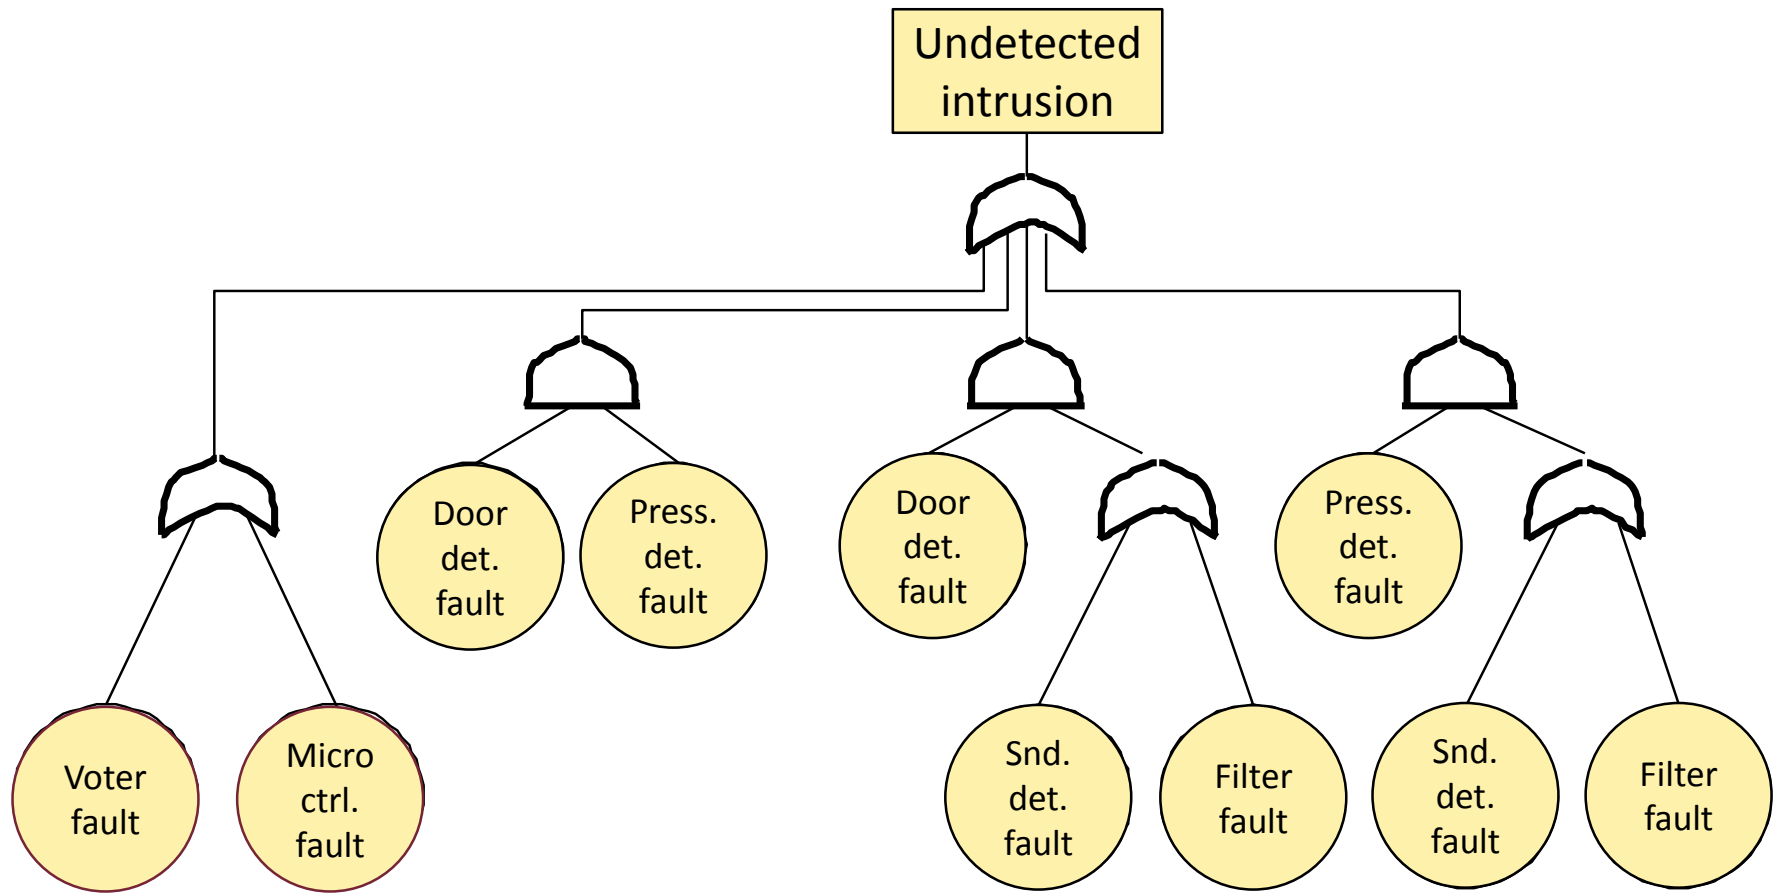 Undetected
intrusion
Door
det.
fault
Press.
det.
fault
Door
det.
fault
Press.
det.
fault
Voter
fault
Micro
ctrl.
fault
Snd.
det.
fault
Filter
fault
Snd.
det.
fault
Filter
fault